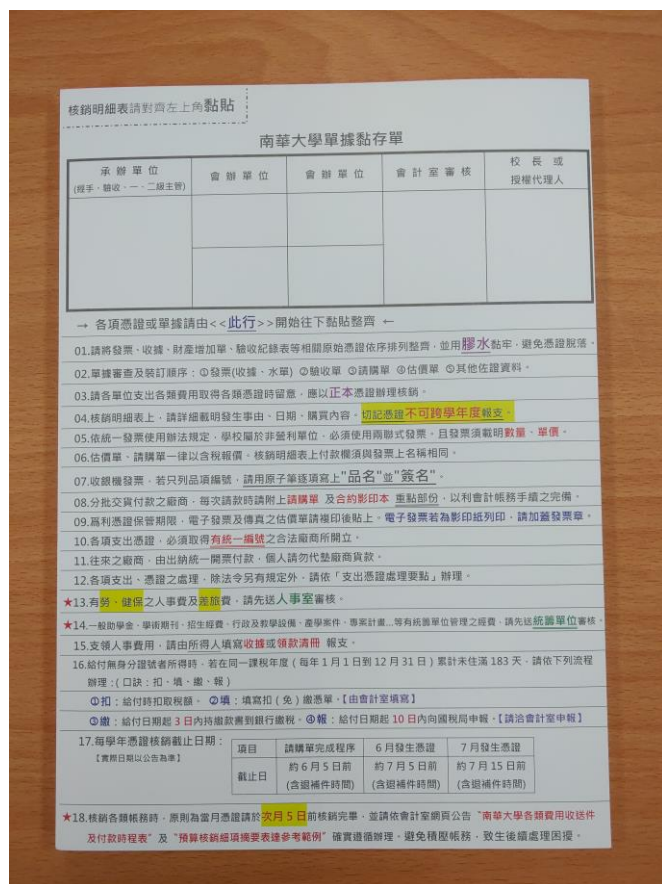 核銷明細表請對齊左上角黏貼
南華大學單據黏存單
承辦單位
(經手、驗收、一、二級主管)
會辦單位
會辦單位
會計室審核
校長或
授權代理人
→ 各項憑證或單據請由<<此行>>開始往下黏貼整齊 ←
01.請將發票、收據、財產增加單、驗收紀錄表等相關原始憑證依序排列整齊，並用膠水黏牢，避免憑證脫落。
02.單據審查及裝訂順序：①發票(收據、水單) ②驗收單 ③請購單 ④估價單 ⑤其他佐證資料。
03.請各單位支出各類費用取得各類憑證時留意，應以正本憑證辦理核銷。
04.核銷明細表上，請詳細載明發生事由、日期、購買內容。切記憑證不可跨學年度報支。
05.依統一發票使用辦法規定，學校屬於非營利單位，必須使用兩聯式發票，且發票須載明數量、單價。
06.估價單、請購單一律以含稅報價。核銷明細表上付款欄須與發票上名稱相同。
07.收銀機發票，若只列品項編號，請用原子筆逐項寫上"品名"並"簽名"。
08.分批交貨付款之廠商，每次請款時請附上請購單 及合約影印本 重點部份，以利會計帳務手續之完備。
09.爲利憑證保管期限，電子發票及傳真之估價單請複印後貼上。電子發票若為影印紙列印，請加蓋發票章。
10.各項支出憑證，必須取得有統一編號之合法廠商所開立。
11.往來之廠商，由出納統一開票付款，個人請勿代墊廠商貨款。
12.各項支出、憑證之處理，除法令另有規定外，請依「支出憑證處理要點」辦理。
★13.有勞、健保之人事費及差旅費，請先送人事室審核。
★14.一般助學金、學術期刊、招生經費、行政及教學設備、產學案件、專案計畫...等有統籌單位管理之經費，請先送統籌單位審核。
15.支領人事費用，請由所得人填寫收據或領款清冊 報支。
16.給付無身分證號者所得時，若在同一課稅年度（每年1月1日到12月31日）累計未住滿183天，請依下列流程
辦理：(口訣：扣、填、繳、報)
①扣：給付時扣取稅額。 ②填：填寫扣（免）繳憑單。【由會計室填寫】
③繳：給付日期起3日內持繳款書到銀行繳稅。④報：給付日期起10日內向國稅局申報。【請洽會計室申報】
17.每學年憑證核銷截止日期：
【實際日期以公告為準】
項目 請購單完成程序 6月發生憑證 7月發生憑證
截止日 約6月5日前 約7月5日前 約7月15日前
(含退補件時間) (含退補件時間) (含退補件時間)
★18.核銷各類帳務時，原則為當月憑證請於次月5日前核銷完畢，並請依會計室網頁公告 "南華大學各類費用收送件
及付款時程表" 及 "預算核銷細項摘要表達參考範例" 確實遵循辦理，避免積壓帳務，致生後續處理困擾。